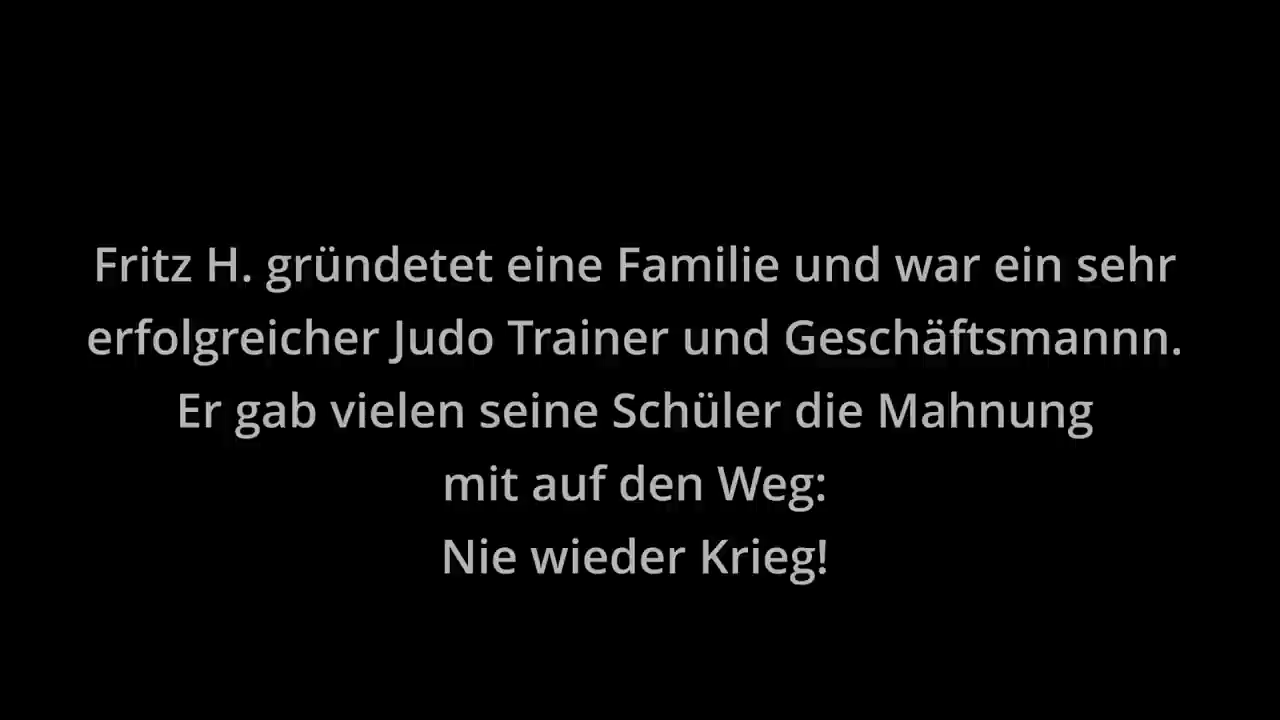 Fritz H. gründetet eine Familie und war ein sehr
erfolgreicher Judo Trainer und Geschäftsmannn.
Er gab vielen seine Schüler die Mahnung
mit auf den Weg:
Nie wieder Krieg!